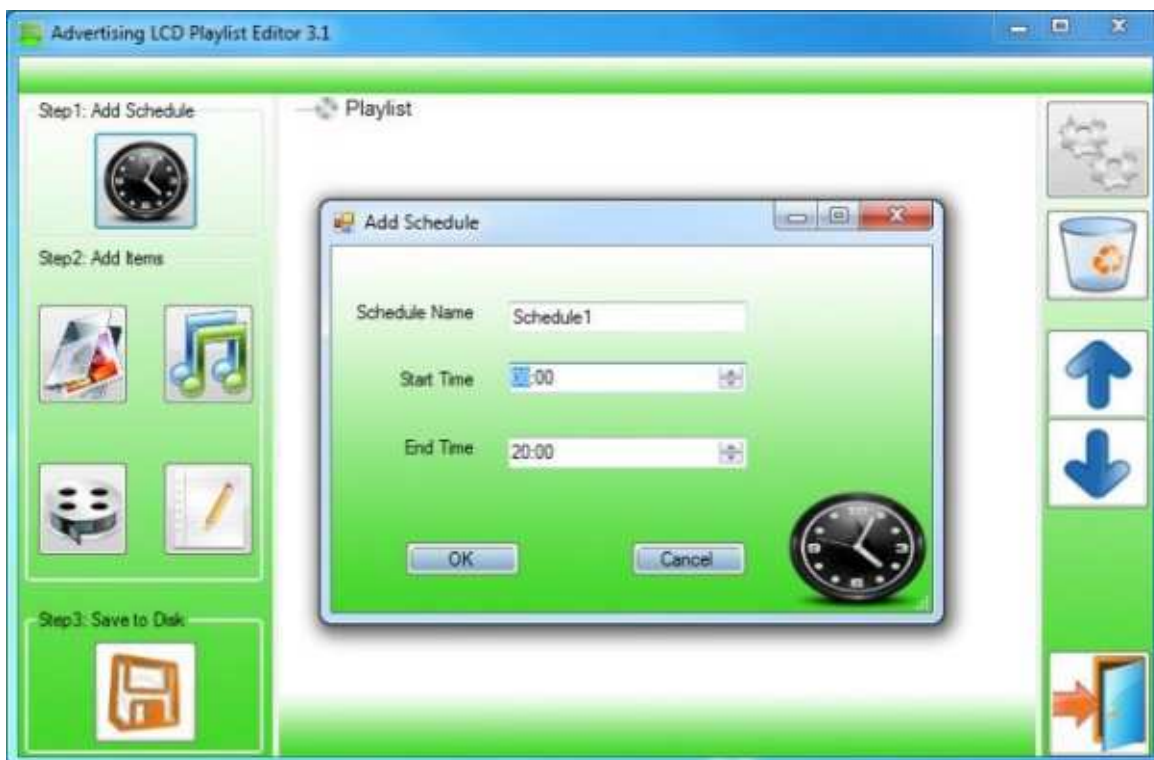 Advertising LCD Playlist Editor 3.1
Step1: Add Schedule
Playlist
Add Schedule
Step2: Add Items
Schedule Name
Schedule1
Start Time
:00
End Time
20:00
OK
Cancel
Step3: Save to Disk